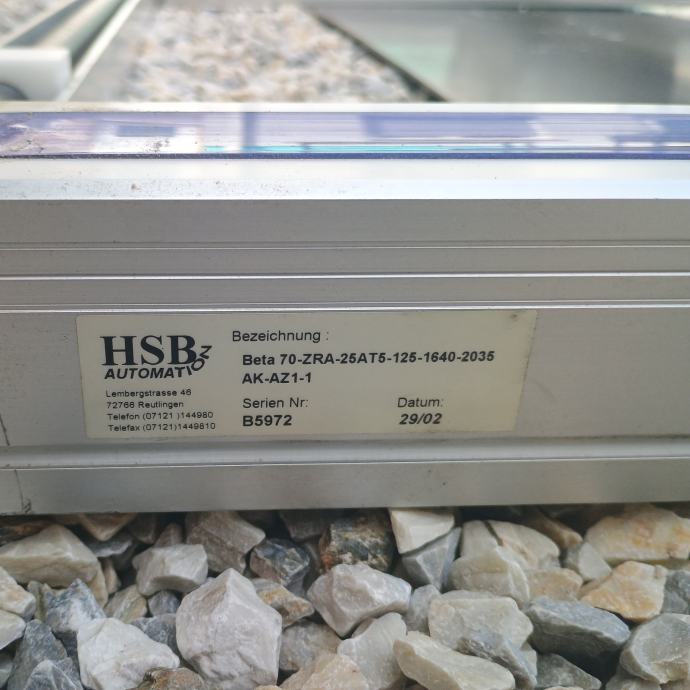 HSB
AUTOMATION
Lembergstrasse 46
72766 Reutlingen
Telefon (07121 )144980
Telefax (07121)1449810
Bezeichnung :
Beta 70-ZRA-25AT5-125-1640-2035
AK-AZ1-1
Serien Nr:
B5972
Datum:
29/02